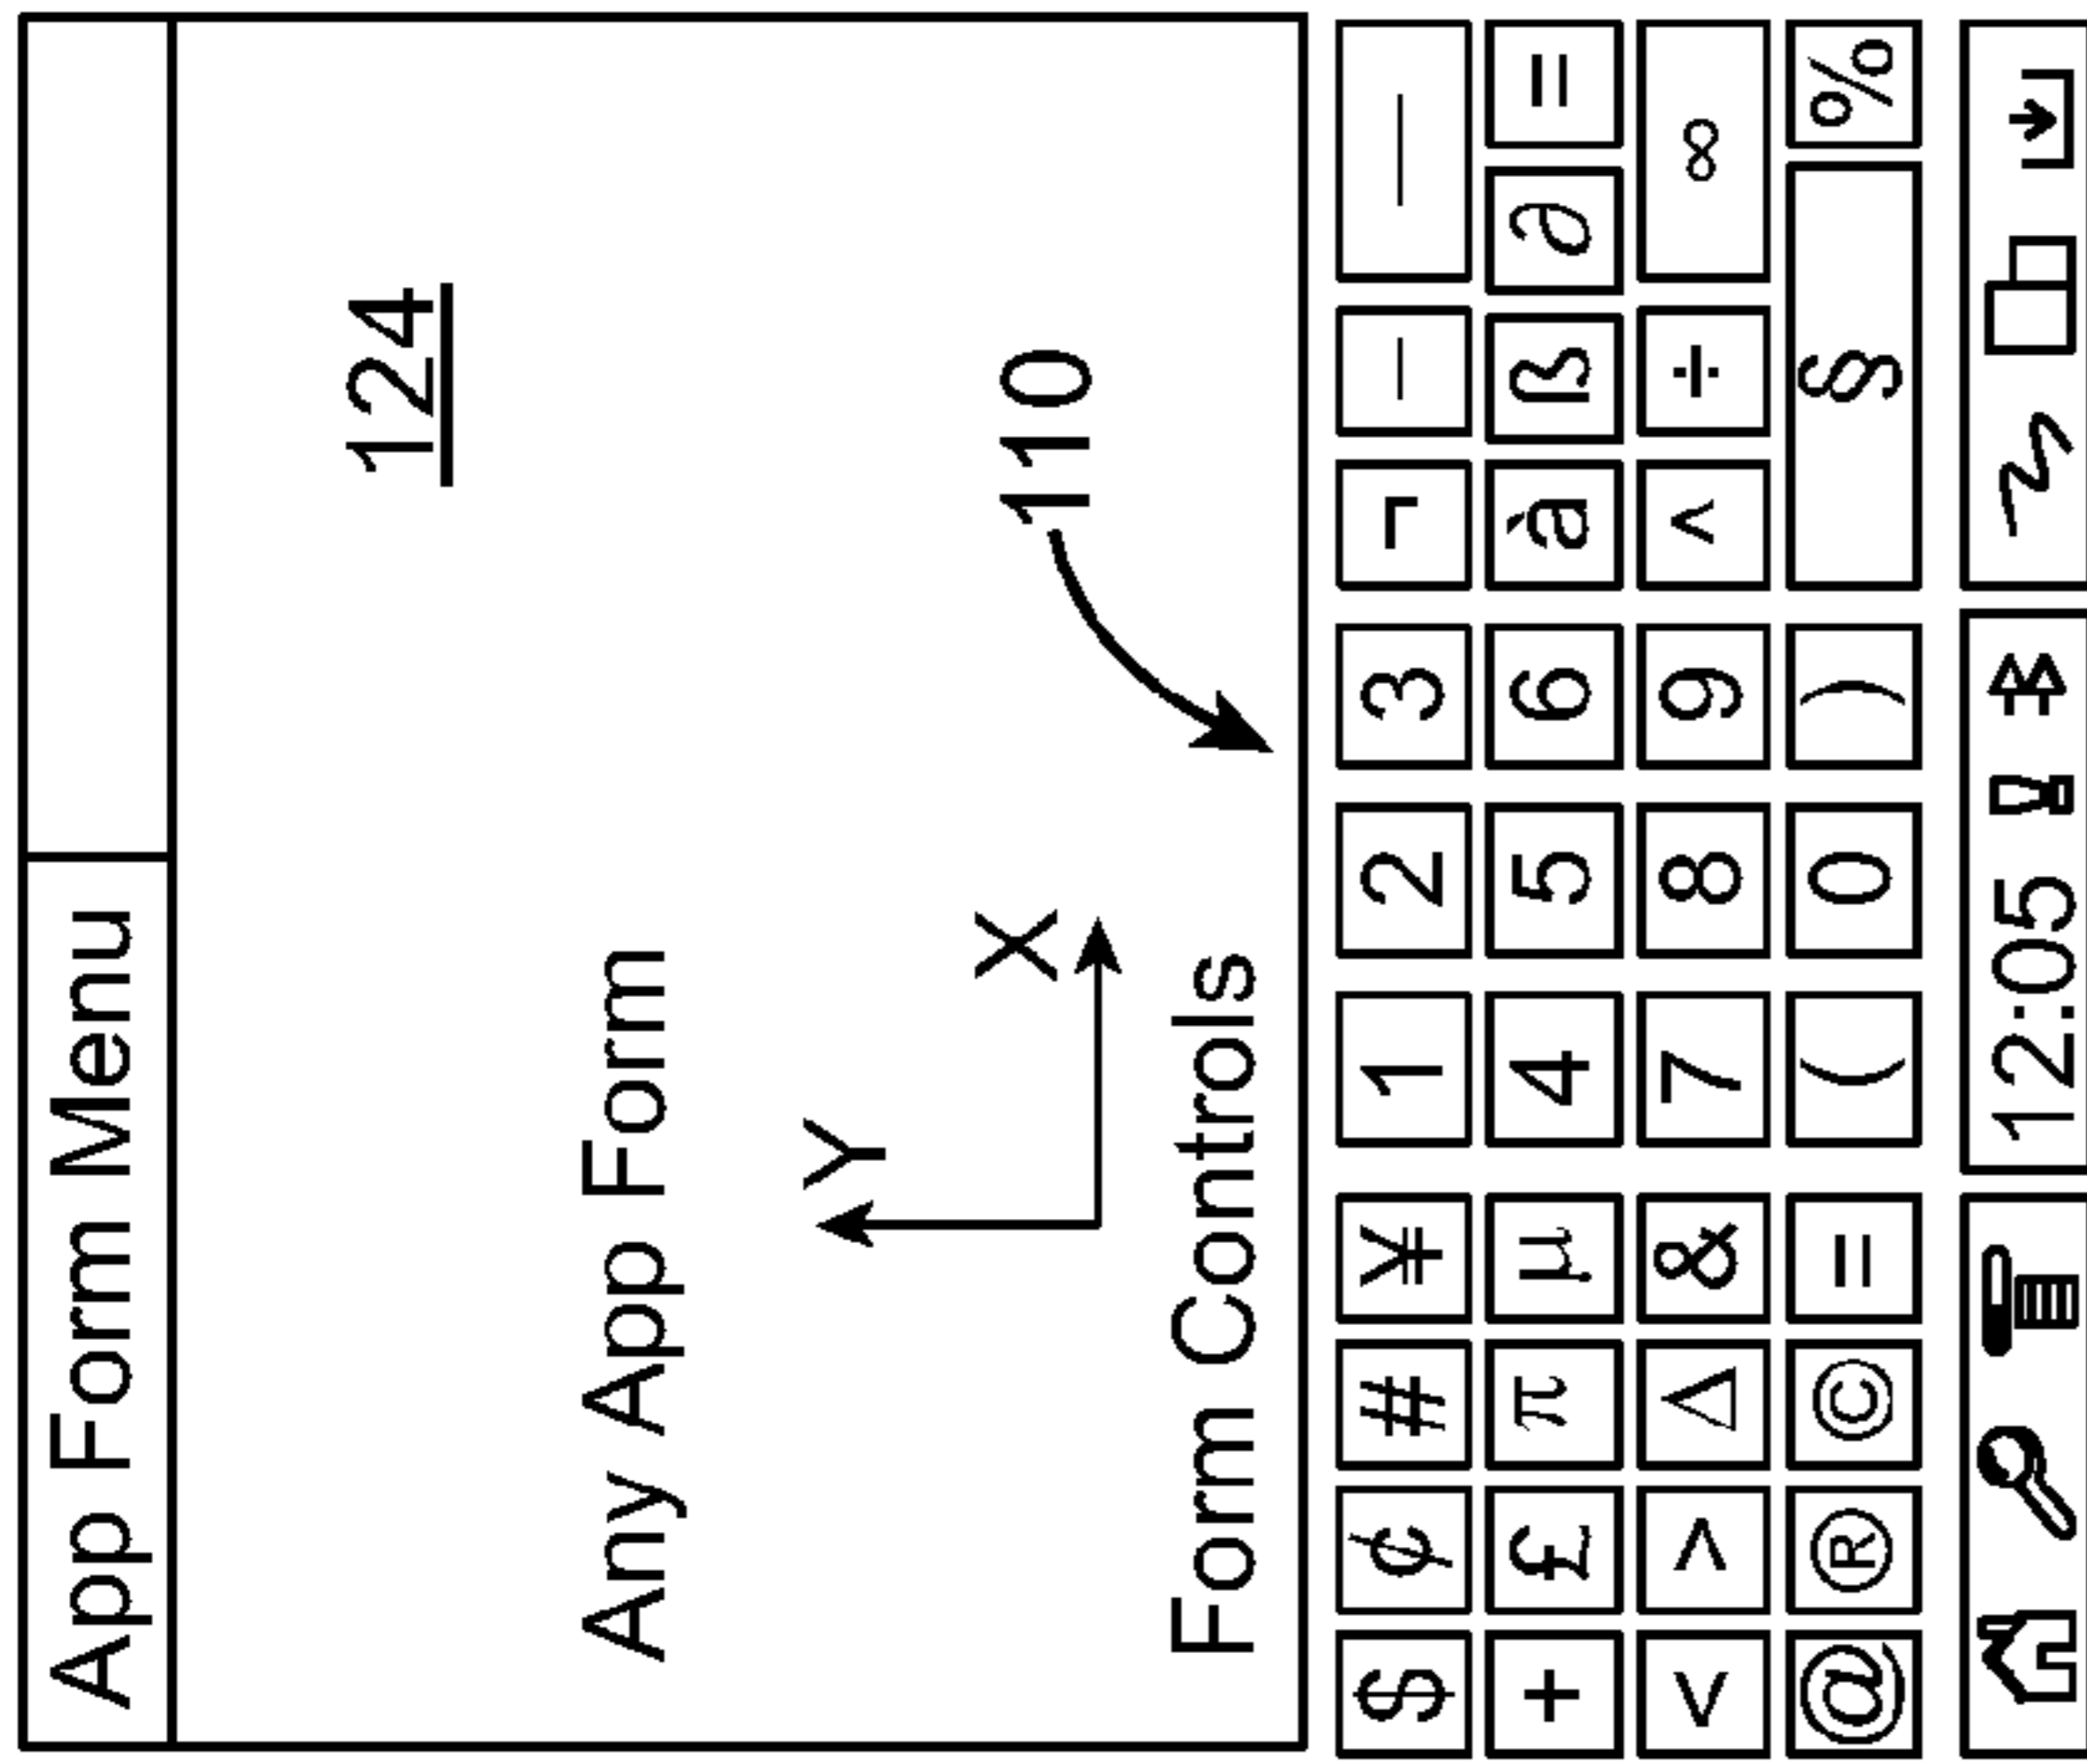 App Form Menu
124
Any App Form
Y
X
110
Form Controls
$ ¢ # ¥ 1 2 3 ¬ – —
+ £ π µ 4 5 6 à ß ∂ =
< > Δ & 7 8 9 ^ ÷ ∞
@ ® © = ( 0 ) § %
12:05